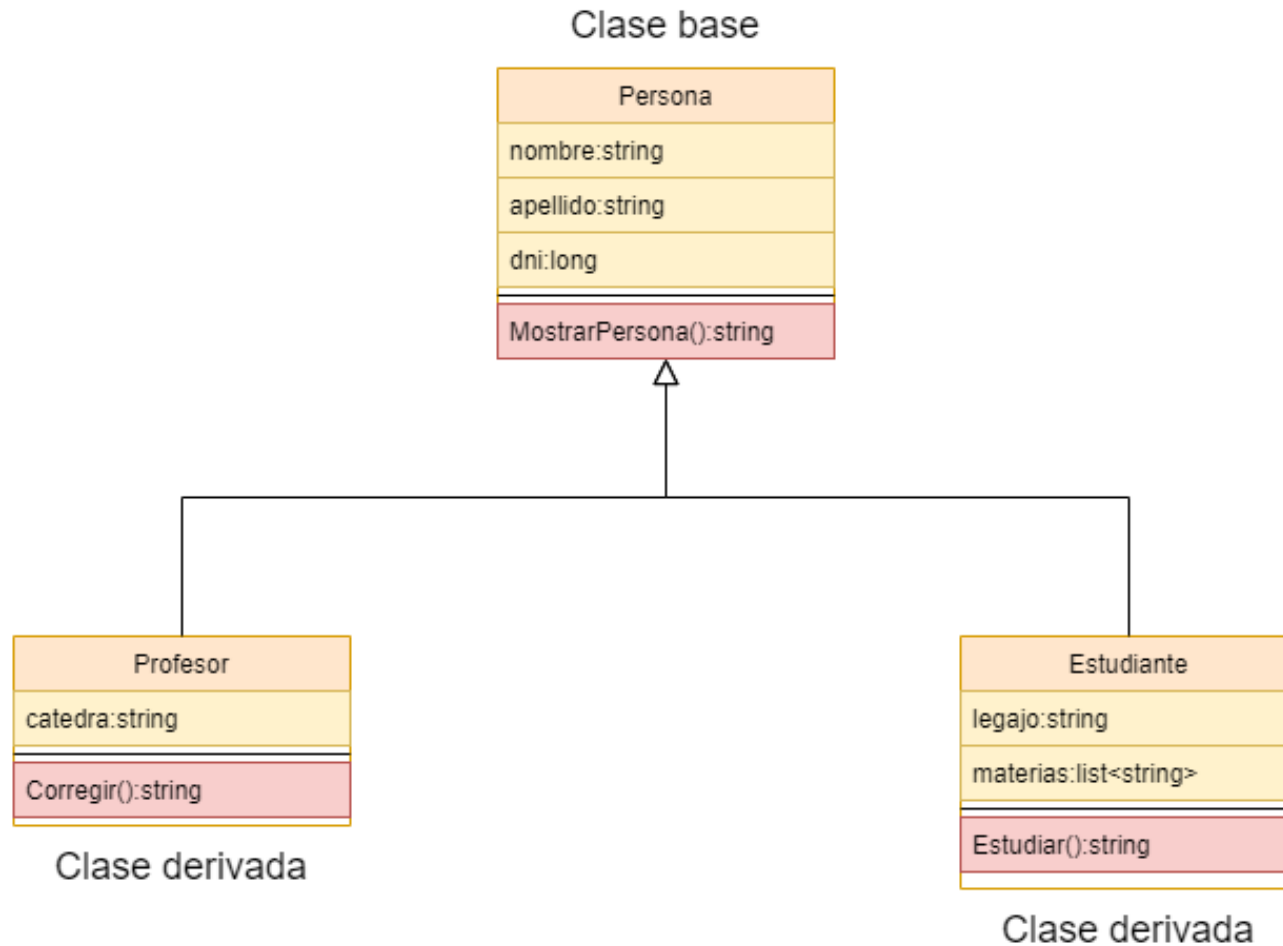 Clase base
Persona
nombre:string
apellido:string
dni:long
MostrarPersona():string
Profesor
catedra:string
Corregir():string
Clase derivada
Estudiante
legajo:string
materias:list<string>
Estudiar():string
Clase derivada